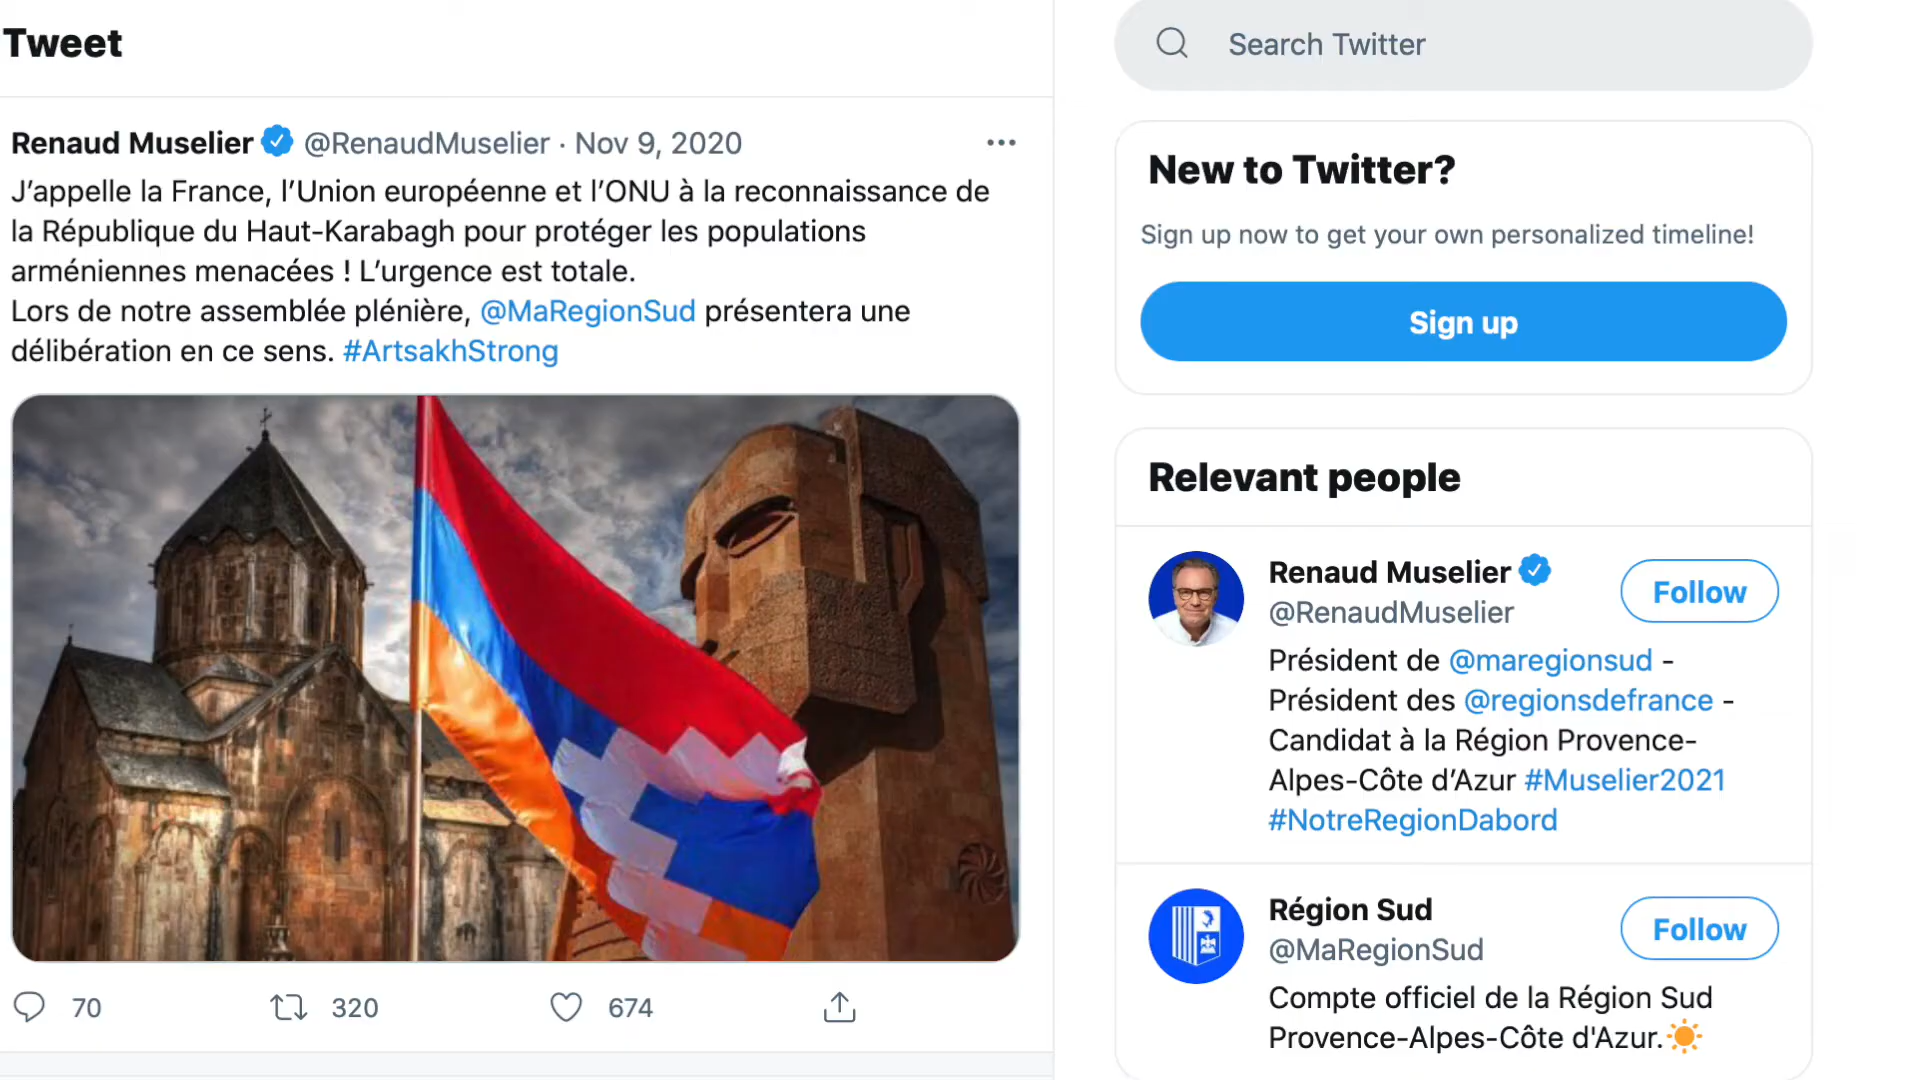 Tweet
Renaud Muselier @RenaudMuselier · Nov 9, 2020
J’appelle la France, l’Union européenne et l’ONU à la reconnaissance de
la République du Haut-Karabagh pour protéger les populations
arméniennes menacées ! L’urgence est totale.
Lors de notre assemblée plénière, @MaRegionSud présentera une
délibération en ce sens. #ArtsakhStrong
70 320 674
Search Twitter
New to Twitter?
Sign up now to get your own personalized timeline!
Sign up
Relevant people
Renaud Muselier
@RenaudMuselier
Follow
Président de @maregionsud -
Président des @regionsdefrance -
Candidat à la Région Provence-
Alpes-Côte d’Azur #Muselier2021
#NotreRegionDabord
Région Sud
@MaRegionSud
Follow
Compte officiel de la Région Sud
Provence-Alpes-Côte d'Azur.☀️